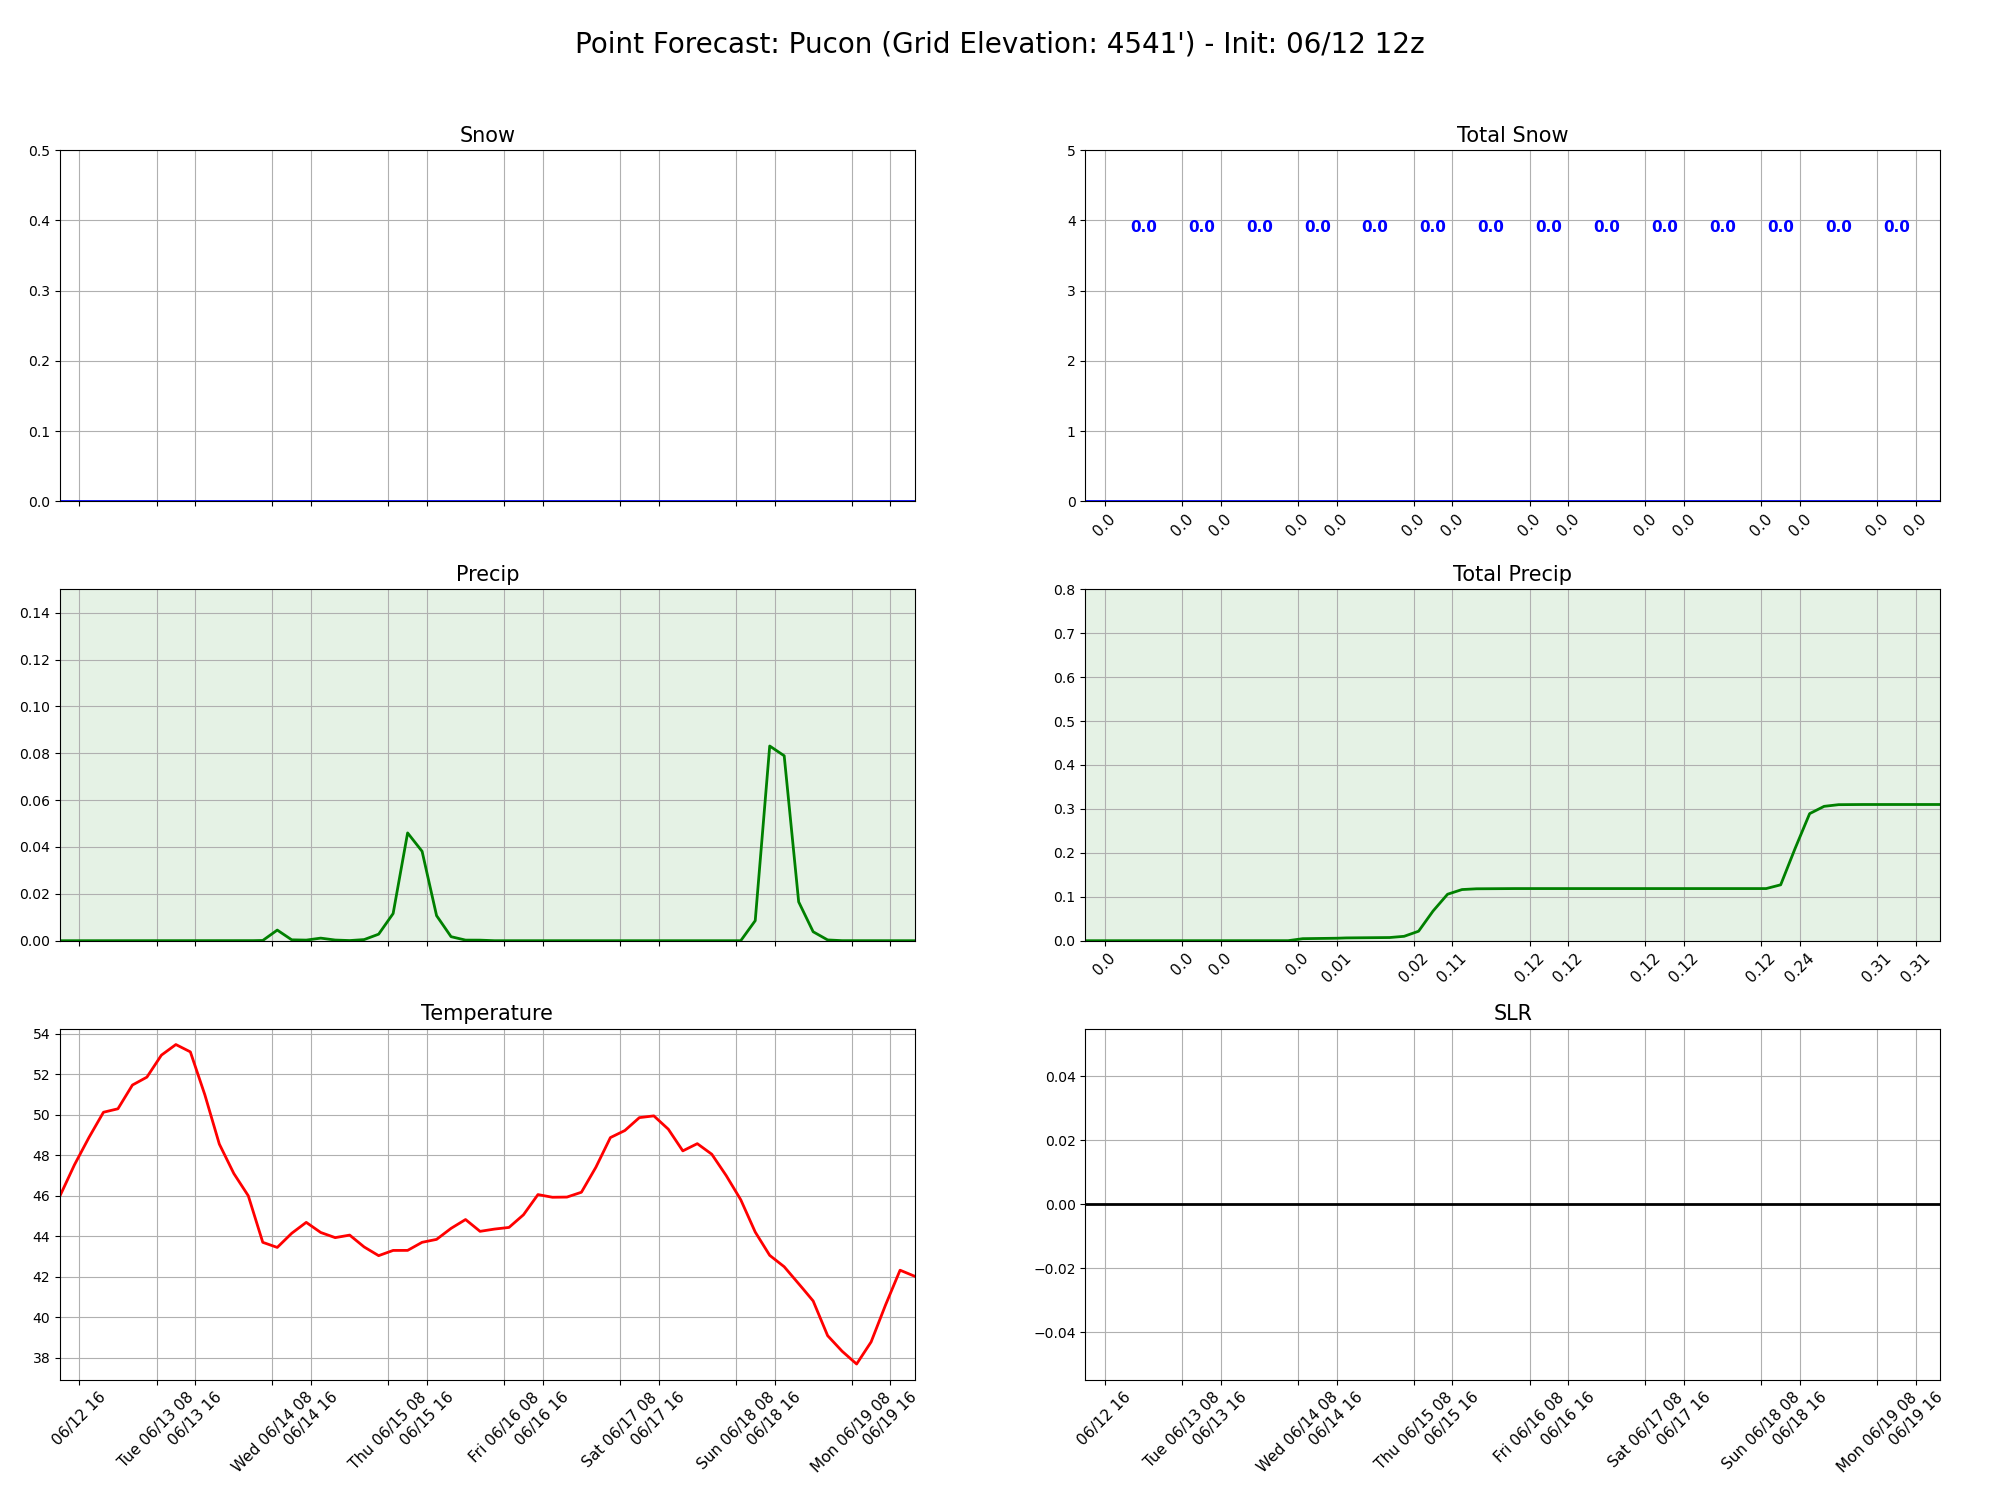 Point Forecast: Pucon (Grid Elevation: 4541') - Init: 06/12 12z
Snow
0.5
0.4
0.3
0.2
0.1
0.0
Total Snow
5
4
3
2
1
0
0.0 0.0 0.0 0.0 0.0 0.0 0.0 0.0 0.0 0.0 0.0 0.0 0.0 0.0
0.0 0.0 0.0 0.0 0.0 0.0 0.0 0.0 0.0 0.0 0.0 0.0 0.0 0.0 0.0
Precip
0.14
0.12
0.10
0.08
0.06
0.04
0.02
0.00
Total Precip
0.8
0.7
0.6
0.5
0.4
0.3
0.2
0.1
0.0
0.0 0.0 0.0 0.0 0.01 0.02 0.11 0.12 0.12 0.12 0.12 0.12 0.24 0.31 0.31
Temperature
54
52
50
48
46
44
42
40
38
06/12 16
Tue 06/13 08
06/13 16
Wed 06/14 08
06/14 16
Thu 06/15 08
06/15 16
Fri 06/16 08
06/16 16
Sat 06/17 08
06/17 16
Sun 06/18 08
06/18 16
Mon 06/19 08
06/19 16
SLR
0.04
0.02
0.00
−0.02
−0.04
06/12 16
Tue 06/13 08
06/13 16
Wed 06/14 08
06/14 16
Thu 06/15 08
06/15 16
Fri 06/16 08
06/16 16
Sat 06/17 08
06/17 16
Sun 06/18 08
06/18 16
Mon 06/19 08
06/19 16